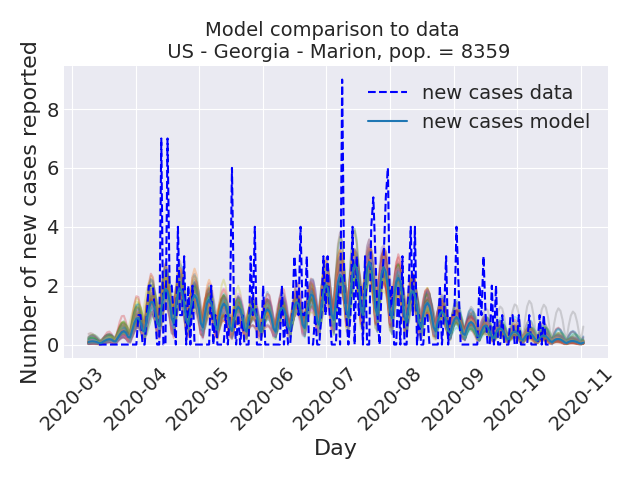 Model comparison to data
US - Georgia - Marion, pop. = 8359
Number of new cases reported
8
6
4
2
0
new cases data
new cases model
2020-03
2020-04
2020-05
2020-06
2020-07
2020-08
2020-09
2020-10
2020-11
Day